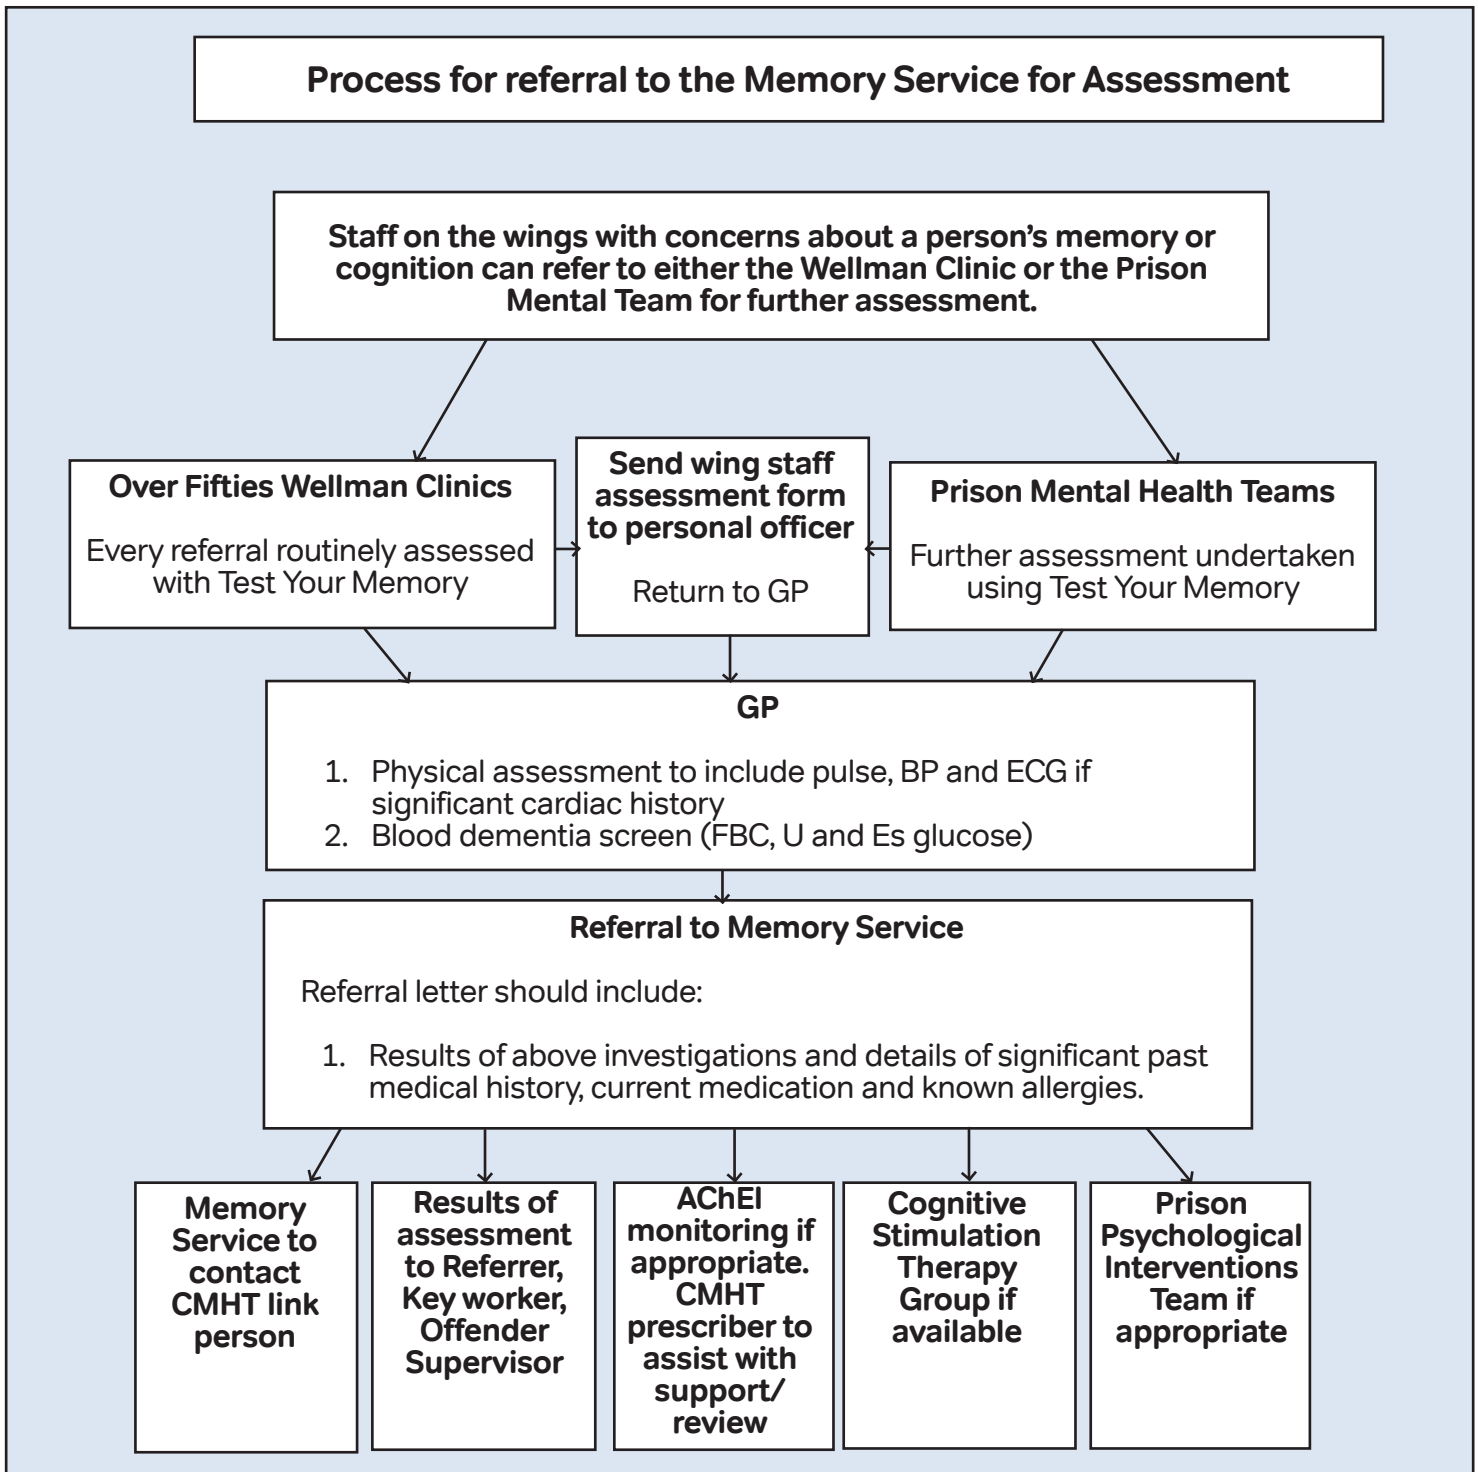 Process for referral to the Memory Service for Assessment
Staff on the wings with concerns about a person's memory or
cognition can refer to either the Wellman Clinic or the Prison
Mental Team for further assessment.
Over Fifties Wellman Clinics
Every referral routinely assessed
with Test Your Memory
Send wing staff
assessment form
to personal officer
Return to GP
Prison Mental Health Teams
Further assessment undertaken
using Test Your Memory
GP
1. Physical assessment to include pulse, BP and ECG if
significant cardiac history
2. Blood dementia screen (FBC, U and Es glucose)
Referral to Memory Service
Referral letter should include:
1. Results of above investigations and details of significant past
medical history, current medication and known allergies.
Memory
Service to
contact
CMHT link
person
Results of
assessment
to Referrer,
Key worker,
Offender
Supervisor
AChEI
monitoring if
appropriate.
CMHT
prescriber to
assist with
support/
review
Cognitive
Stimulation
Therapy
Group if
available
Prison
Psychological
Interventions
Team if
appropriate